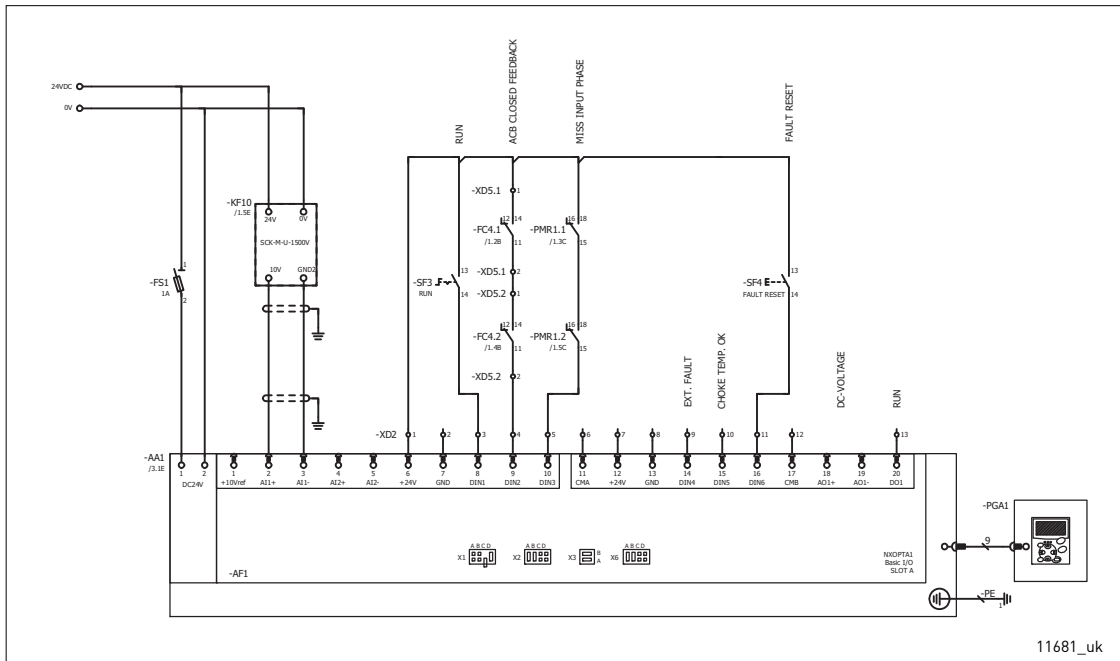 RUN
ACB CLOSED FEEDBACK
MISS INPUT PHASE
FAULT RESET
24VDC
0V
-XD5.1 1
-KF10
/1.5E
24V 0V
SCK-M-U-1500V
10V GND2
-FC4.1
/1.2B
12 14
11
-PMR1.1
/1.3C
16 18
15
-XD5.1 2
-XD5.2 1
-FS1
1A
1
2
-SF3
RUN
13
14
-SF4
FAULT RESET
13
14
-FC4.2
/1.4B
12 14
11
-PMR1.2
/1.5C
16 18
15
-XD5.2 2
EXT. FAULT
CHOKE TEMP. OK
DC-VOLTAGE
RUN
-XD2 1 2 3 4 5 6 7 8 9 10 11 12 13
-AA1
/3.1E
1 2
DC24V
1 2 3 4 5 6 7 8 9 10 11 12 13 14 15 16 17 18 19 20
+10Vref AI1+ AI1- AI2+ AI2- +24V GND DIN1 DIN2 DIN3 CMA +24V GND DIN4 DIN5 DIN6 CMB AO1+ AO1- DO1
-PGA1
9
X1 A B C D
X2 A B C D
X3 B A
X6 A B C D
NXOPTA1
Basic I/O
SLOT A
-AF1
-PE
1
11681_uk